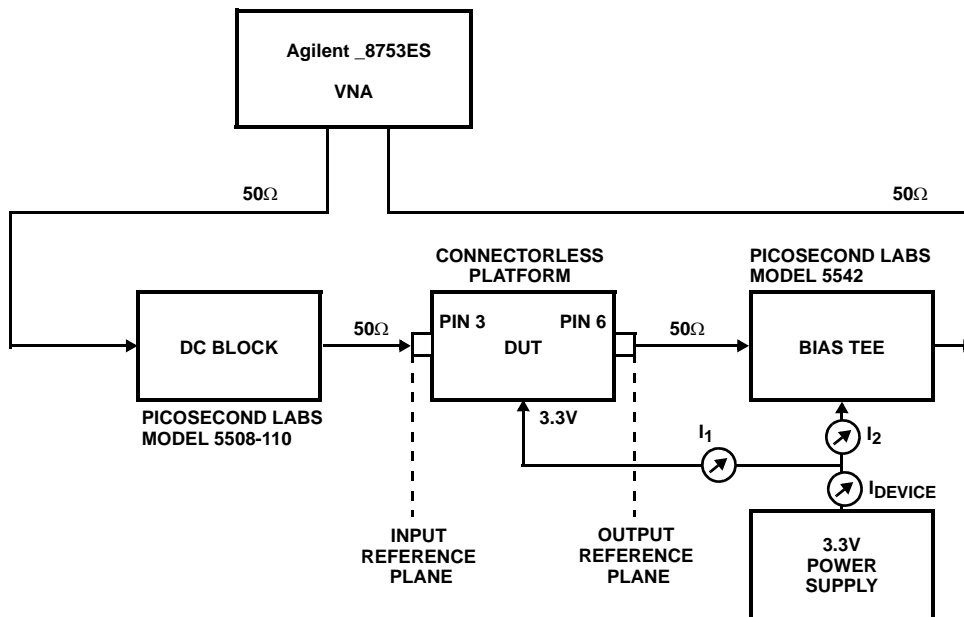 Agilent _8753ES
VNA
50Ω
50Ω
CONNECTORLESS
PLATFORM
PICOSECOND LABS
MODEL 5542
DC BLOCK
50Ω
PIN 3
PIN 6
DUT
50Ω
BIAS TEE
PICOSECOND LABS
MODEL 5508-110
3.3V
I1
I2
IDEVICE
INPUT
REFERENCE
PLANE
OUTPUT
REFERENCE
PLANE
3.3V
POWER
SUPPLY